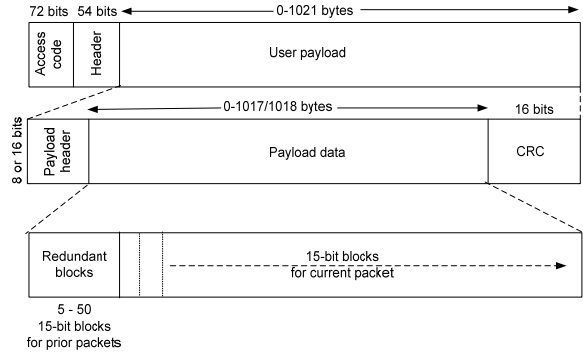 72 bits
54 bits
0-1021 bytes
Access
code
Header
User payload
0-1017/1018 bytes
16 bits
8 or 16 bits
Payload
header
Payload data
CRC
Redundant
blocks
15-bit blocks
for current packet
5 - 50
15-bit blocks
for prior packets